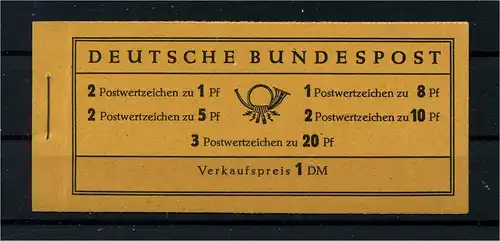 DEUTSCHE BUNDESPOST
2 Postwertzeichen zu 1 Pf 1 Postwertzeichen zu 8 Pf
2 Postwertzeichen zu 5 Pf 2 Postwertzeichen zu 10 Pf
3 Postwertzeichen zu 20 Pf
Verkaufspreis 1 DM